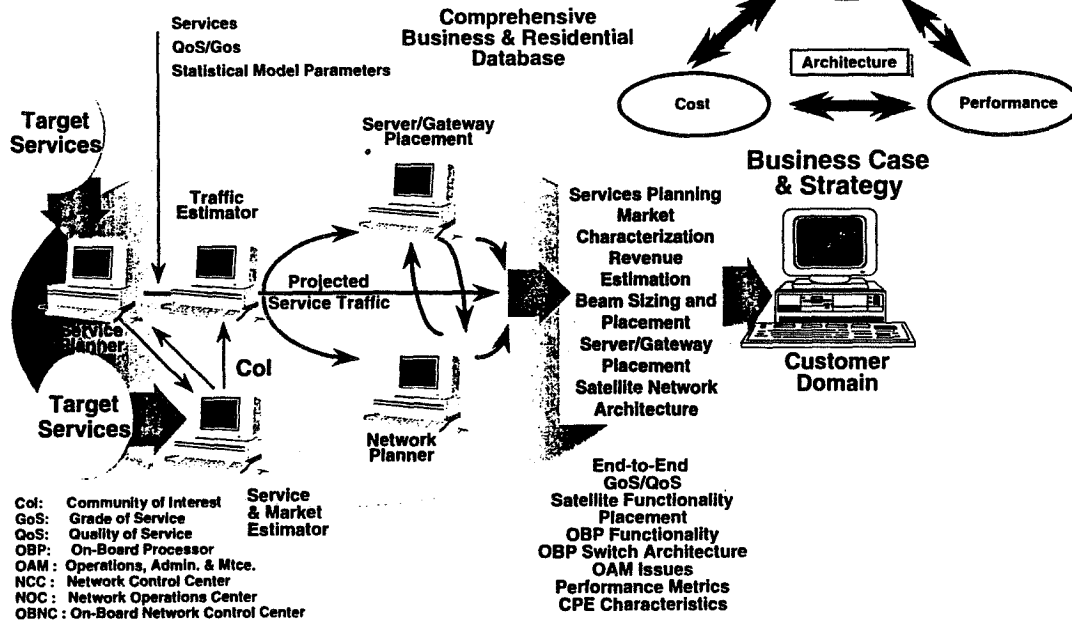 Services
QoS/Gos
Statistical Model Parameters
Comprehensive
Business & Residential
Database
Architecture
Cost
Performance
Target
Services
Server/Gateway
Placement
Traffic
Estimator
Business Case
& Strategy
Services Planning
Market
Characterization
Revenue
Estimation
Beam Sizing and
Placement
Server/Gateway
Placement
Satellite Network
Architecture
Projected
Service Traffic
Service
Planner
CoI
Customer
Domain
Target
Services
Network
Planner
Service
& Market
Estimator
End-to-End
GoS/QoS
Satellite Functionality
Placement
OBP Functionality
OBP Switch Architecture
OAM Issues
Performance Metrics
CPE Characteristics
CoI: Community of Interest
GoS: Grade of Service
QoS: Quality of Service
OBP: On-Board Processor
OAM : Operations, Admin. & Mtce.
NCC : Network Control Center
NOC : Network Operations Center
OBNC : On-Board Network Control Center